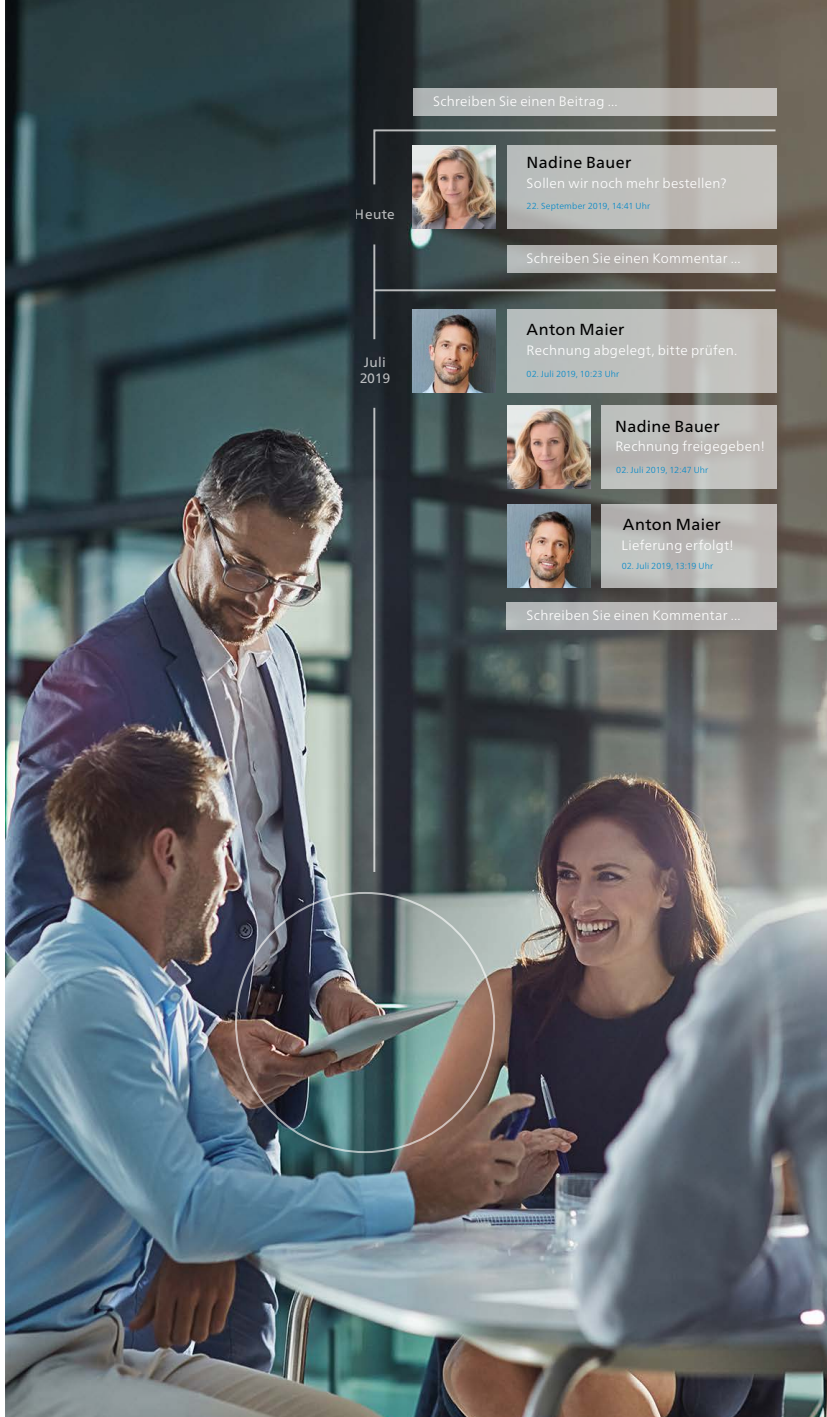 Schreiben Sie einen Beitrag ...
Nadine Bauer
Sollen wir noch mehr bestellen?
22. September 2019, 14:41 Uhr
Heute
Schreiben Sie einen Kommentar ...
Anton Maier
Rechnung abgelegt, bitte prüfen.
02. Juli 2019, 10:23 Uhr
Juli
2019
Nadine Bauer
Rechnung freigegeben!
02. Juli 2019, 12:47 Uhr
Anton Maier
Lieferung erfolgt!
02. Juli 2019, 13:19 Uhr
Schreiben Sie einen Kommentar ...